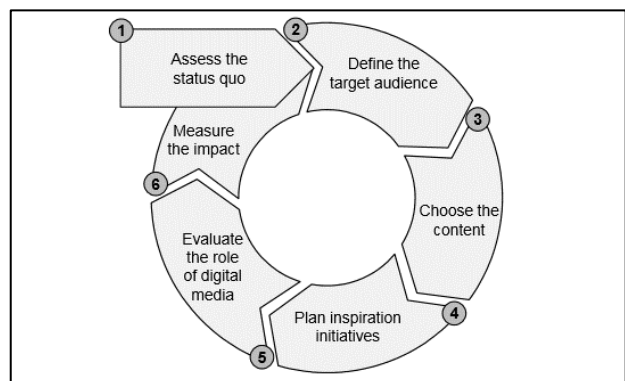 1
Assess the
status quo
2
Define the
target audience
3
Choose the
content
4
Plan inspiration
initiatives
5
Evaluate
the role
of digital
media
6
Measure
the impact